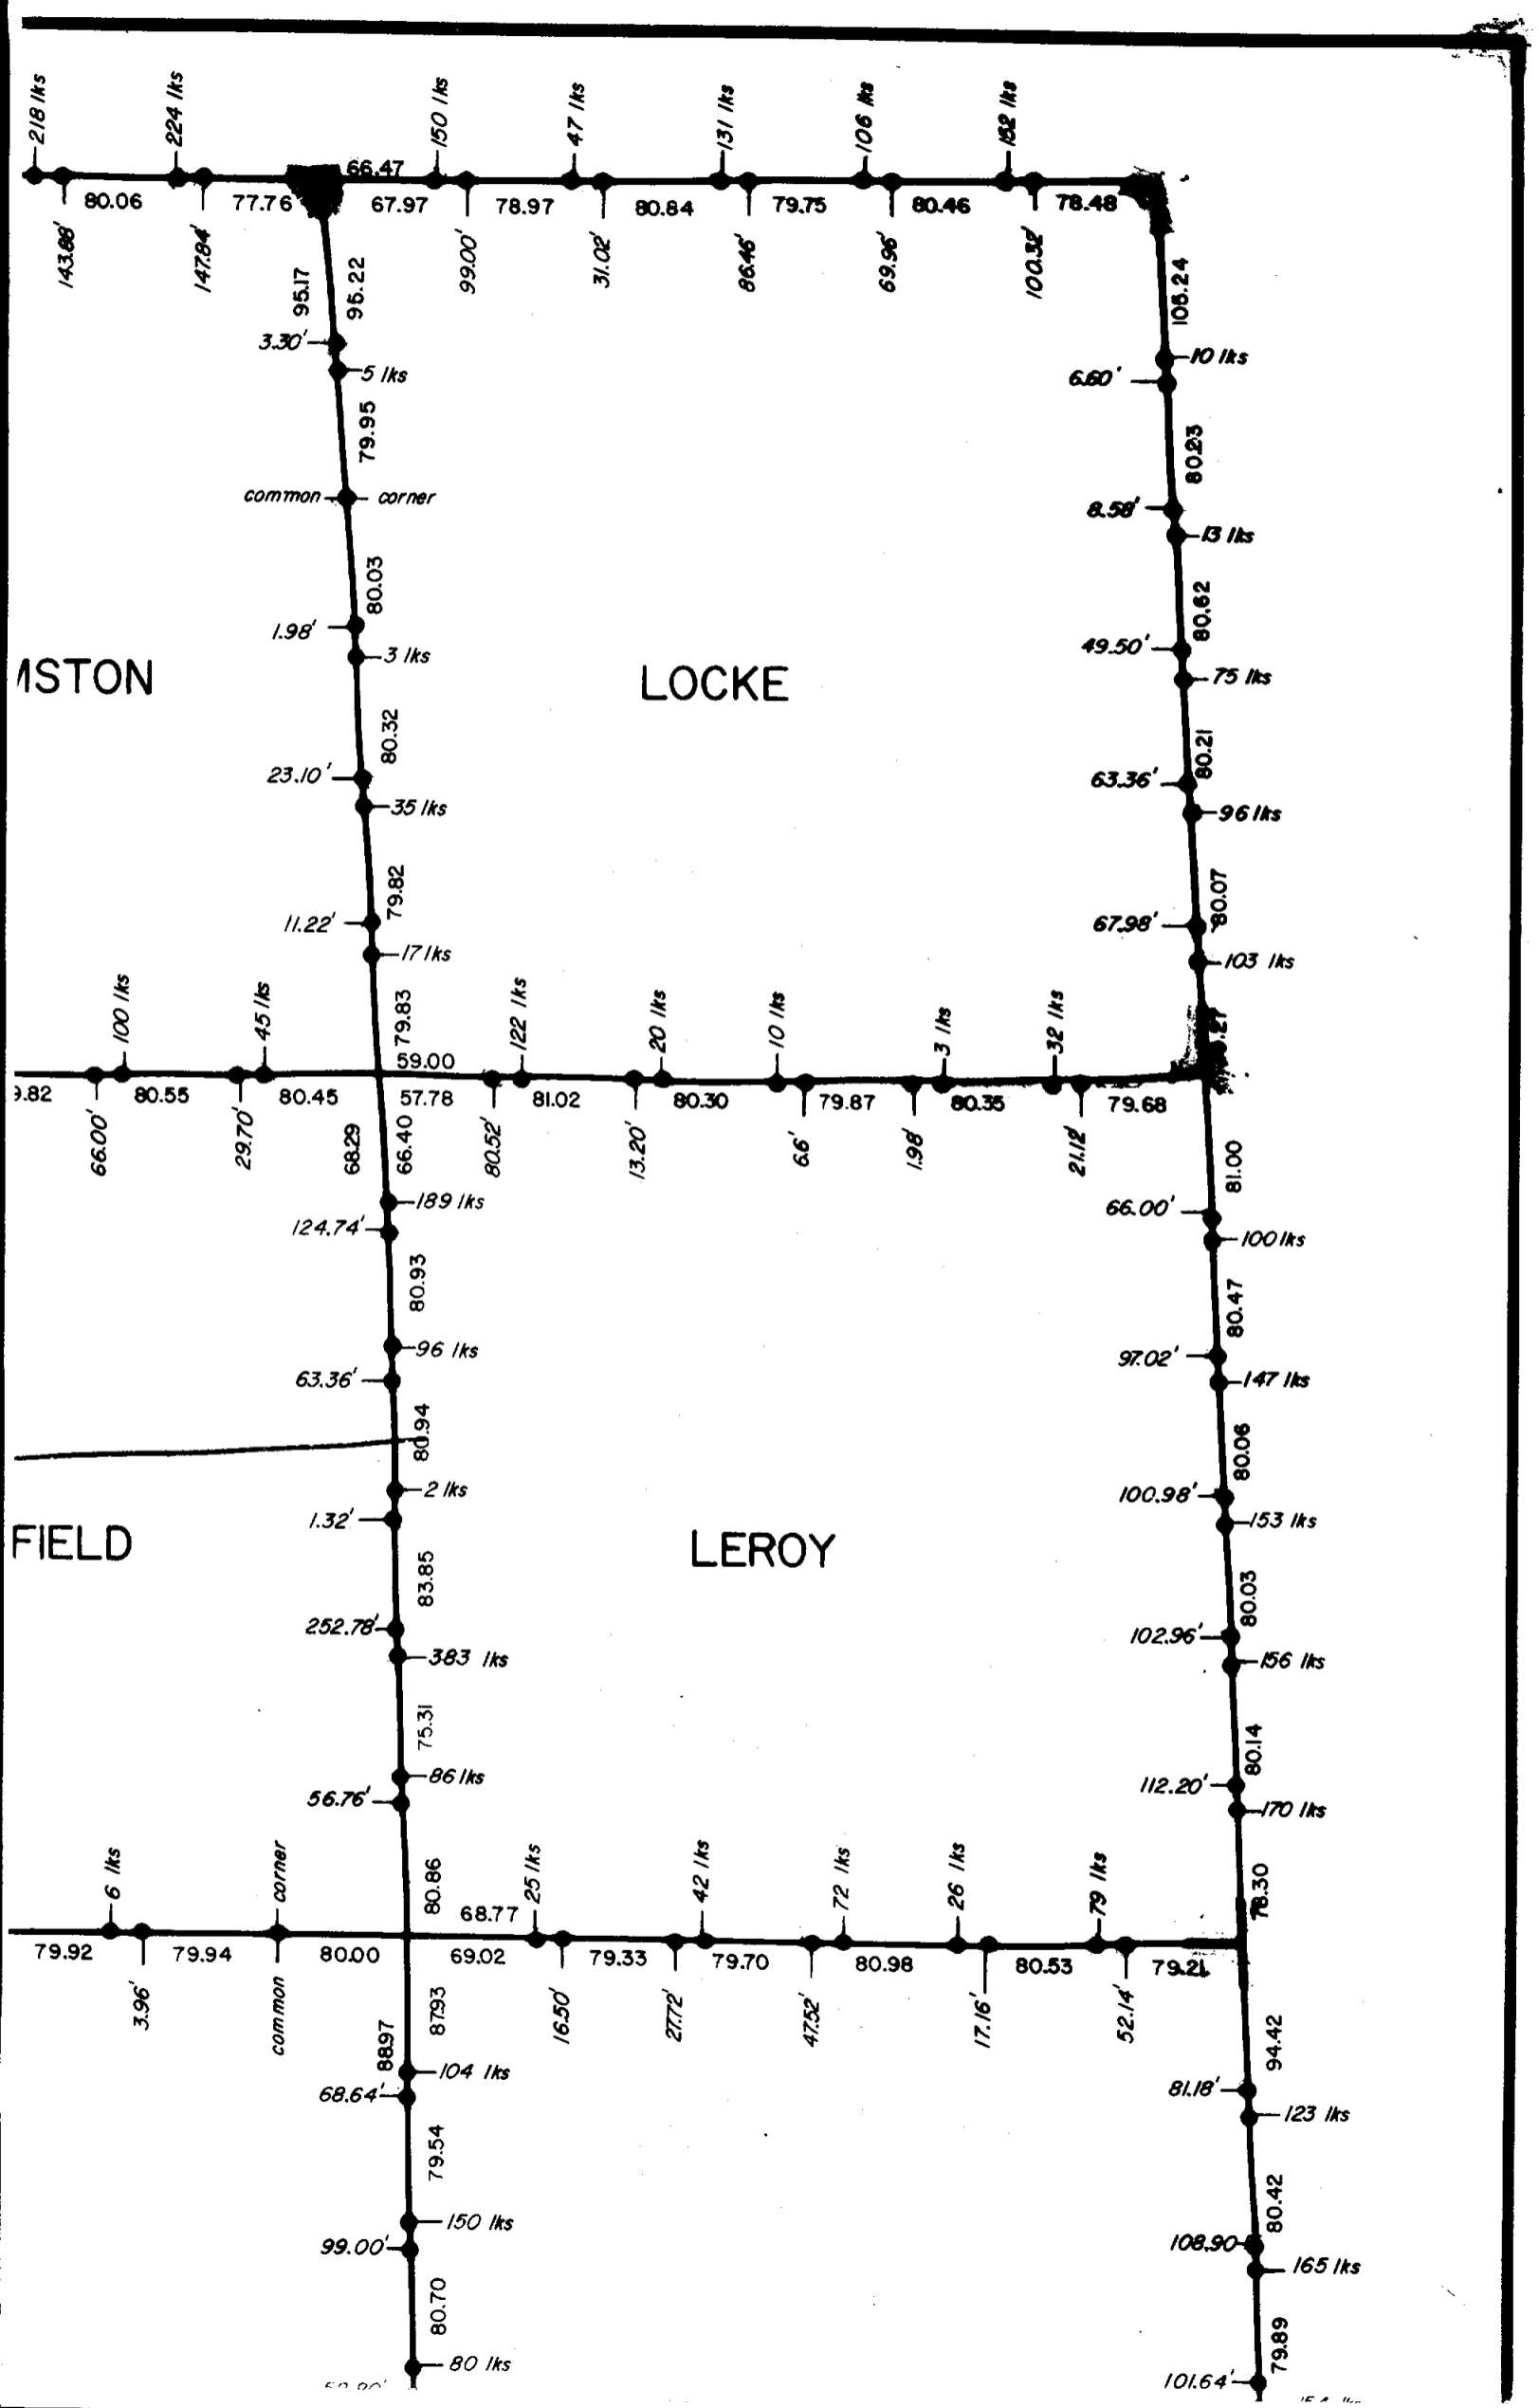 218 lks
224 lks
150 lks
47 lks
131 lks
106 lks
152 lks
66.47
80.06
77.76
67.97
78.97
80.84
79.75
80.46
78.48
143.88'
147.84'
99.00'
31.02'
86.46'
69.96'
100.32'
95.17
95.22
105.24
3.30'
5 lks
10 lks
6.60'
79.95
80.23
common
corner
8.58'
13 lks
80.03
80.62
1.98'
3 lks
49.50'
75 lks
MSTON
LOCKE
80.32
80.21
23.10'
35 lks
63.36'
96 lks
79.82
80.07
11.22'
17 lks
67.98'
103 lks
100 lks
45 lks
79.83
122 lks
20 lks
10 lks
3 lks
32 lks
59.00
9.82
80.55
80.45
57.78
81.02
80.30
79.87
80.35
79.68
66.00'
29.70'
68.29
66.40
80.52'
13.20'
6.6'
1.98'
21.12'
81.00
189 lks
124.74'
66.00'
100 lks
80.93
80.47
96 lks
63.36'
97.02'
147 lks
80.94
80.06
2 lks
1.32'
100.98'
153 lks
FIELD
LEROY
83.85
80.03
252.78'
383 lks
102.96'
156 lks
75.31
80.14
86 lks
56.76'
112.20'
170 lks
6 lks
corner
80.86
25 lks
42 lks
72 lks
26 lks
79 lks
78.30
68.77
79.92
79.94
80.00
69.02
79.33
79.70
80.98
80.53
79.21
3.96'
common
88.97
87.93
16.50'
27.72'
47.52'
17.16'
52.14'
94.42
104 lks
68.64'
81.18'
123 lks
79.54
80.42
150 lks
99.00'
108.90
165 lks
80.70
79.89
80 lks
101.64'